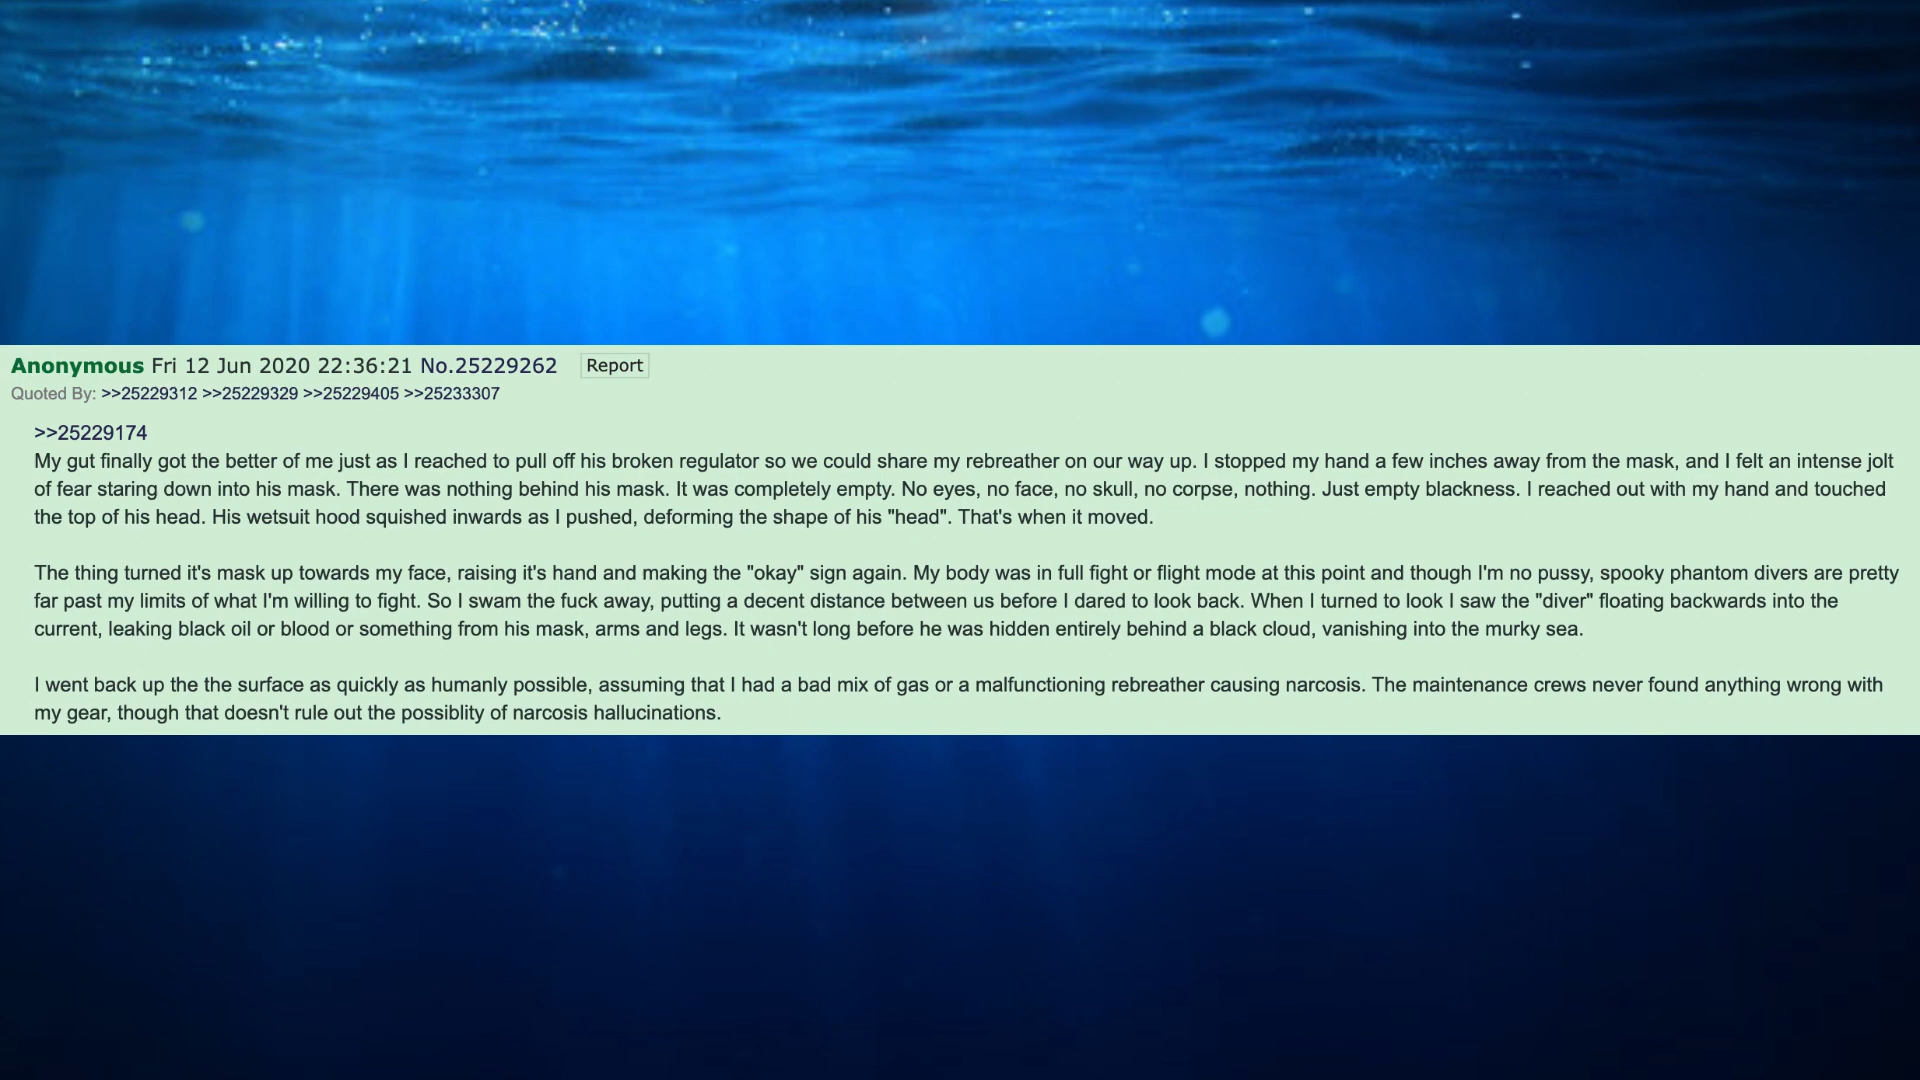 Anonymous Fri 12 Jun 2020 22:36:21 No.25229262 Report
Quoted By: >>25229312 >>25229329 >>25229405 >>25233307
>>25229174
My gut finally got the better of me just as I reached to pull off his broken regulator so we could share my rebreather on our way up. I stopped my hand a few inches away from the mask, and I felt an intense jolt
of fear staring down into his mask. There was nothing behind his mask. It was completely empty. No eyes, no face, no skull, no corpse, nothing. Just empty blackness. I reached out with my hand and touched
the top of his head. His wetsuit hood squished inwards as I pushed, deforming the shape of his "head". That's when it moved.
The thing turned it's mask up towards my face, raising it's hand and making the "okay" sign again. My body was in full fight or flight mode at this point and though I'm no pussy, spooky phantom divers are pretty
far past my limits of what I'm willing to fight. So I swam the fuck away, putting a decent distance between us before I dared to look back. When I turned to look I saw the "diver" floating backwards into the
current, leaking black oil or blood or something from his mask, arms and legs. It wasn't long before he was hidden entirely behind a black cloud, vanishing into the murky sea.
I went back up the the surface as quickly as humanly possible, assuming that I had a bad mix of gas or a malfunctioning rebreather causing narcosis. The maintenance crews never found anything wrong with
my gear, though that doesn't rule out the possiblity of narcosis hallucinations.